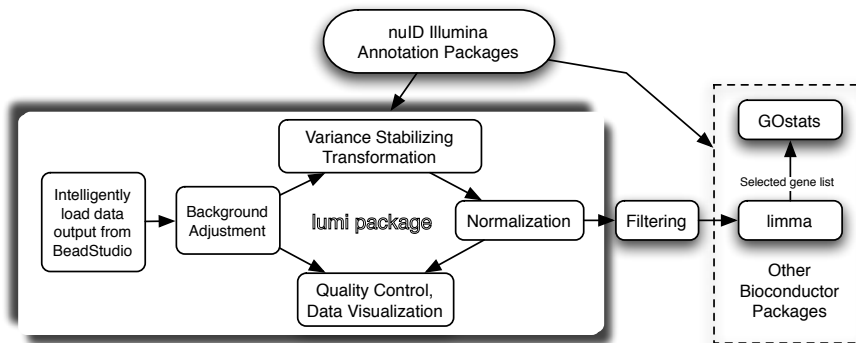 nuID Illumina
Annotation Packages
Variance Stabilizing
Transformation
GOstats
Selected gene list
Intelligently
load data
output from
BeadStudio
Background
Adjustment
lumi package
Normalization
Filtering
limma
Quality Control,
Data Visualization
Other
Bioconductor
Packages